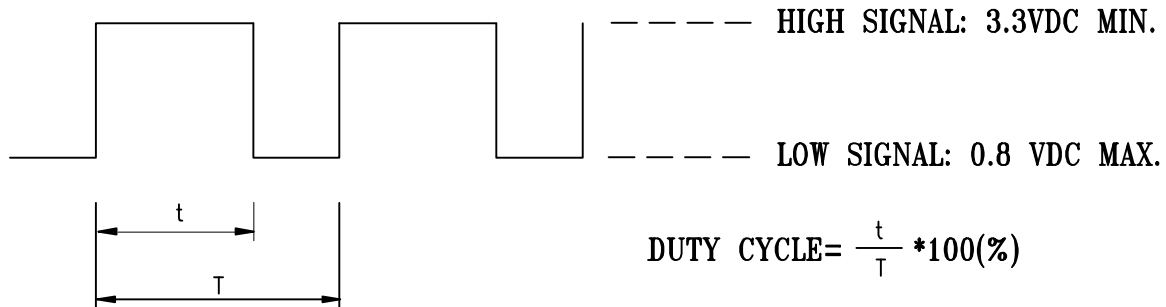 HIGH SIGNAL: 3.3VDC MIN.
LOW SIGNAL: 0.8 VDC MAX.
t
T
DUTY CYCLE= t/T *100(%)